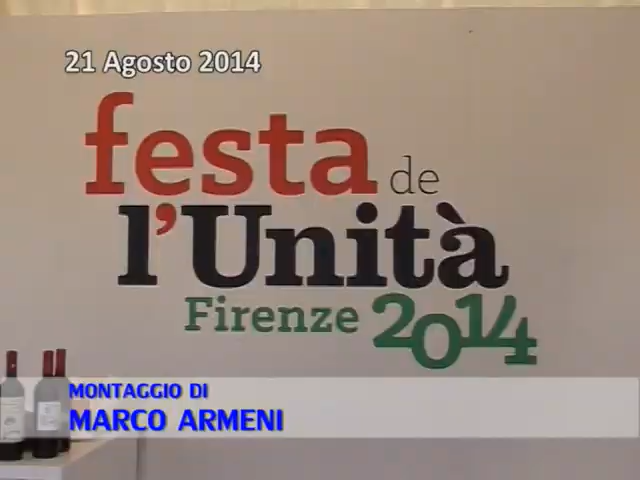 21 Agosto 2014
festa de
l'Unità
Firenze 2014
MONTAGGIO DI
MARCO ARMENI